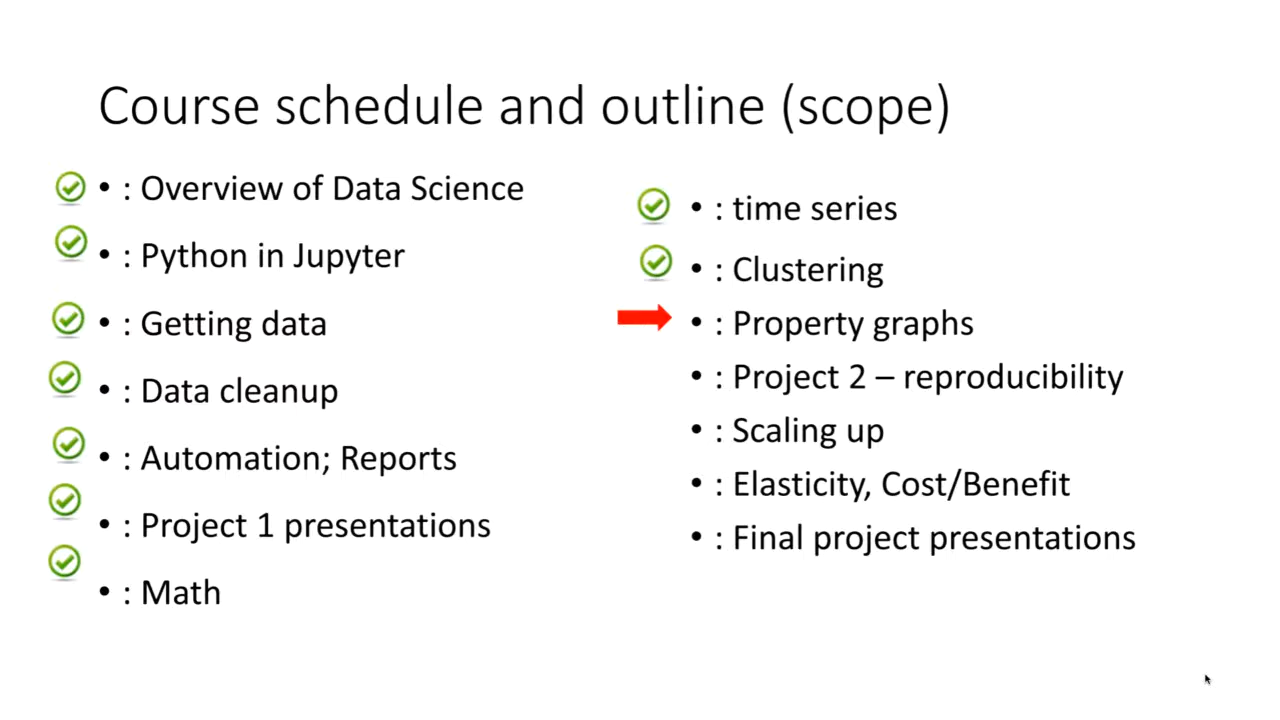 Course schedule and outline (scope)
• : Overview of Data Science
• : Python in Jupyter
• : Getting data
• : Data cleanup
• : Automation; Reports
• : Project 1 presentations
• : Math
• : time series
• : Clustering
• : Property graphs
• : Project 2 – reproducibility
• : Scaling up
• : Elasticity, Cost/Benefit
• : Final project presentations